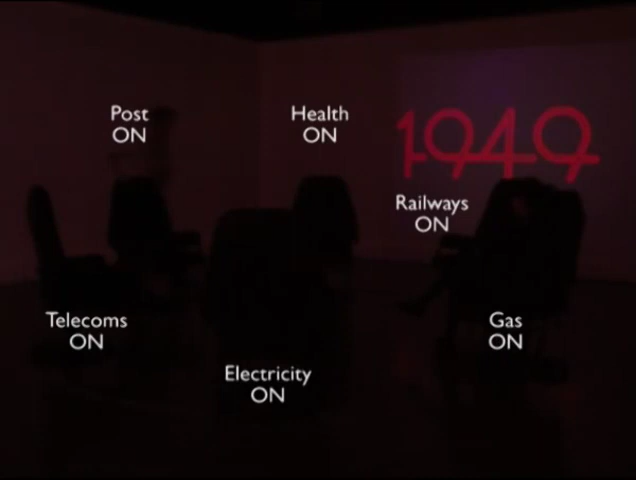 Post
ON
Health
ON
1949
Railways
ON
Telecoms
ON
Gas
ON
Electricity
ON